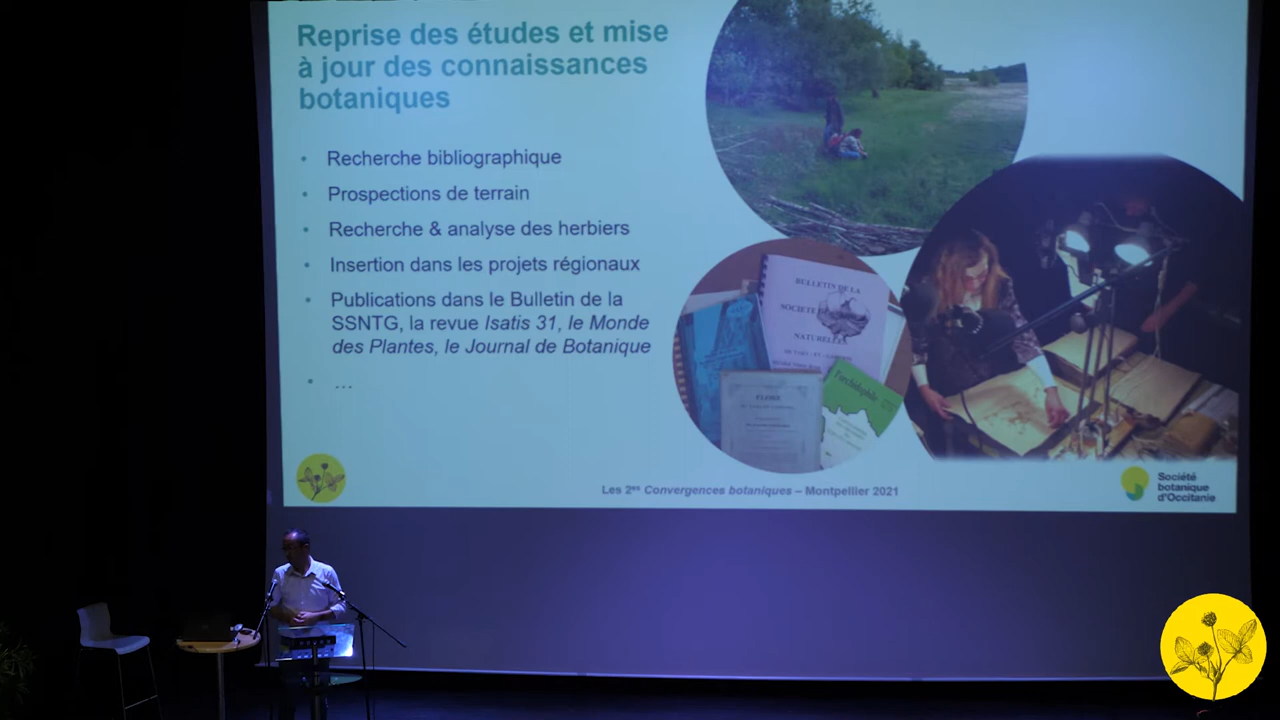 Reprise des études et mise
à jour des connaissances
botaniques
• Recherche bibliographique
• Prospections de terrain
• Recherche & analyse des herbiers
• Insertion dans les projets régionaux
• Publications dans le Bulletin de la
SSNTG, la revue Isatis 31, le Monde
des Plantes, le Journal de Botanique
• ...
BULLETIN DE LA
SOCIETE
NATURELLES
FLORE
l'orchidophile
Les 2es Convergences botaniques – Montpellier 2021
Société
botanique
d'Occitanie